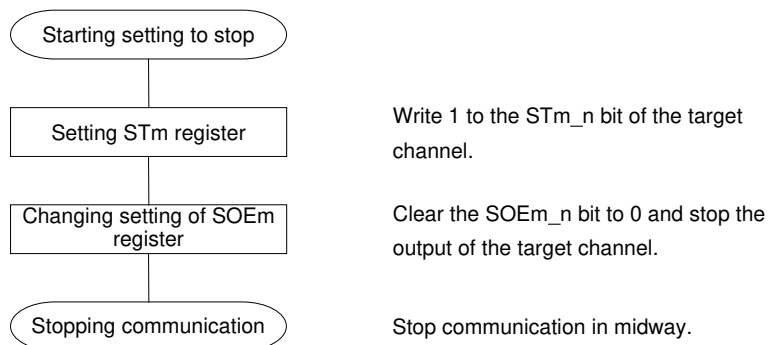 Starting setting to stop
Setting STm register
Write 1 to the STm_n bit of the target
channel.
Changing setting of SOEm
register
Clear the SOEm_n bit to 0 and stop the
output of the target channel.
Stopping communication
Stop communication in midway.